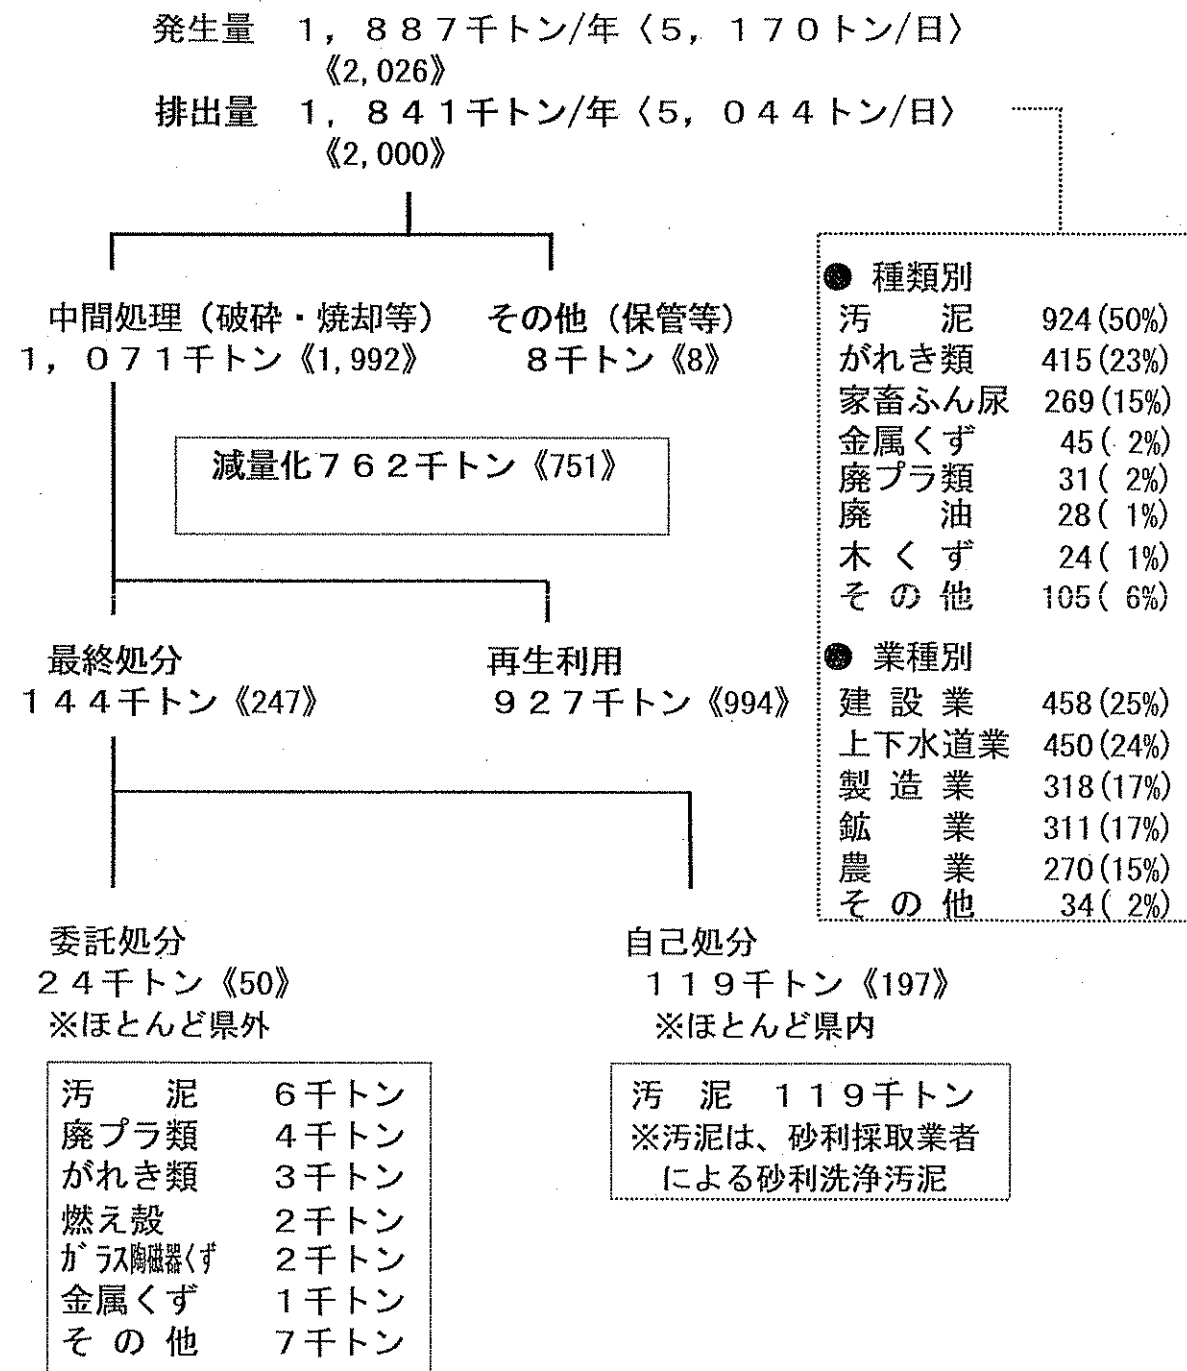 発生量 １，８８７千トン/年〈５，１７０トン/日〉
《2,026》
排出量 １，８４１千トン/年〈５，０４４トン/日〉
《2,000》
中間処理（破砕・焼却等）
１，０７１千トン《1,992》
その他（保管等）
８千トン《8》
減量化７６２千トン《751》
最終処分
１４４千トン《247》
再生利用
９２７千トン《994》
委託処分
２４千トン《50》
※ほとんど県外
汚　泥 ６千トン
廃プラ類 ４千トン
がれき類 ３千トン
燃え殻 ２千トン
ガラス陶磁器くず ２千トン
金属くず １千トン
そ の 他 ７千トン
自己処分
１１９千トン《197》
※ほとんど県内
汚　泥 １１９千トン
※汚泥は、砂利採取業者
による砂利洗浄汚泥
● 種類別
汚　泥 924(50%)
がれき類 415(23%)
家畜ふん尿 269(15%)
金属くず 45( 2%)
廃プラ類 31( 2%)
廃　油 28( 1%)
木 く ず 24( 1%)
そ の 他 105( 6%)
● 業種別
建 設 業 458(25%)
上下水道業 450(24%)
製 造 業 318(17%)
鉱　業 311(17%)
農　業 270(15%)
そ の 他 34( 2%)